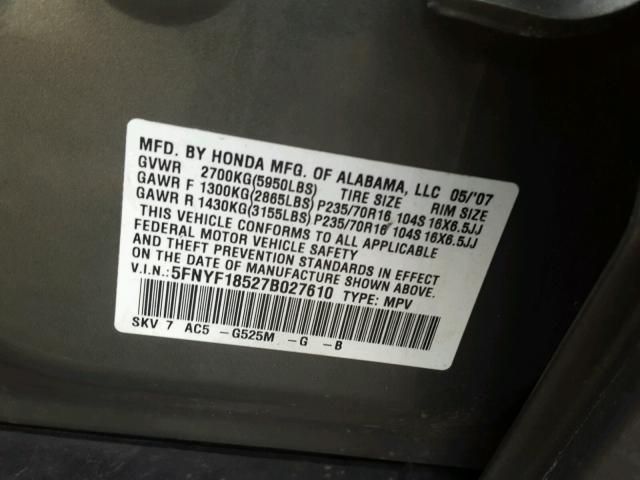 MFD. BY HONDA MFG. OF ALABAMA, LLC 05/'07
GVWR 2700KG(5950LBS) TIRE SIZE RIM SIZE
GAWR F 1300KG(2865LBS) P235/70R16 104S 16X6.5JJ
GAWR R 1430KG(3155LBS) P235/70R16 104S 16X6.5JJ
THIS VEHICLE CONFORMS TO ALL APPLICABLE
FEDERAL MOTOR VEHICLE SAFETY
AND THEFT PREVENTION STANDARDS IN EFFECT
ON THE DATE OF MANUFACTURE SHOWN ABOVE.
V.I.N.: 5FNYF18527B027610 TYPE: MPV
SKV 7 AC5 -G525M -G -B